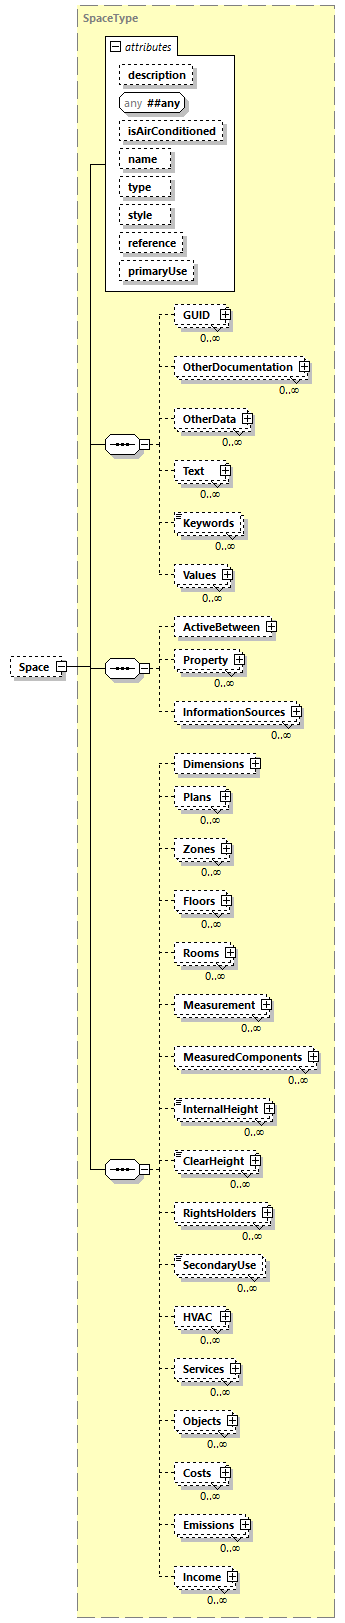 SpaceType
attributes
description
any ##any
isAirConditioned
name
type
style
reference
primaryUse
GUID
0..∞
OtherDocumentation
0..∞
OtherData
0..∞
Text
0..∞
Keywords
0..∞
Values
0..∞
ActiveBetween
Space
Property
0..∞
InformationSources
0..∞
Dimensions
Plans
0..∞
Zones
0..∞
Floors
0..∞
Rooms
0..∞
Measurement
0..∞
MeasuredComponents
0..∞
InternalHeight
0..∞
ClearHeight
0..∞
RightsHolders
0..∞
SecondaryUse
0..∞
HVAC
0..∞
Services
0..∞
Objects
0..∞
Costs
0..∞
Emissions
0..∞
Income
0..∞